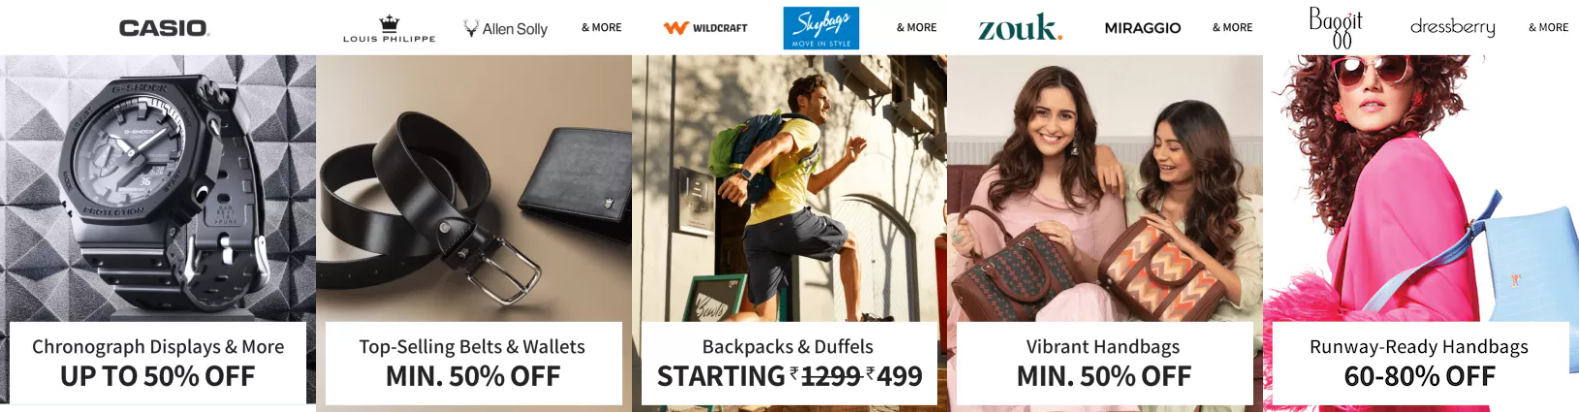 CASIO
LOUIS PHILIPPE
Allen Solly
& MORE
WILDCRAFT
Skybags
MOVE IN STYLE
& MORE
zouk.
MIRAGGIO
& MORE
Baggit
dressberry
& MORE
G-SHOCK
G-SHOCK
PROTECTION
Chronograph Displays & More
UP TO 50% OFF
Top-Selling Belts & Wallets
MIN. 50% OFF
Backpacks & Duffels
STARTING ₹1299 ₹499
Vibrant Handbags
MIN. 50% OFF
Runway-Ready Handbags
60-80% OFF